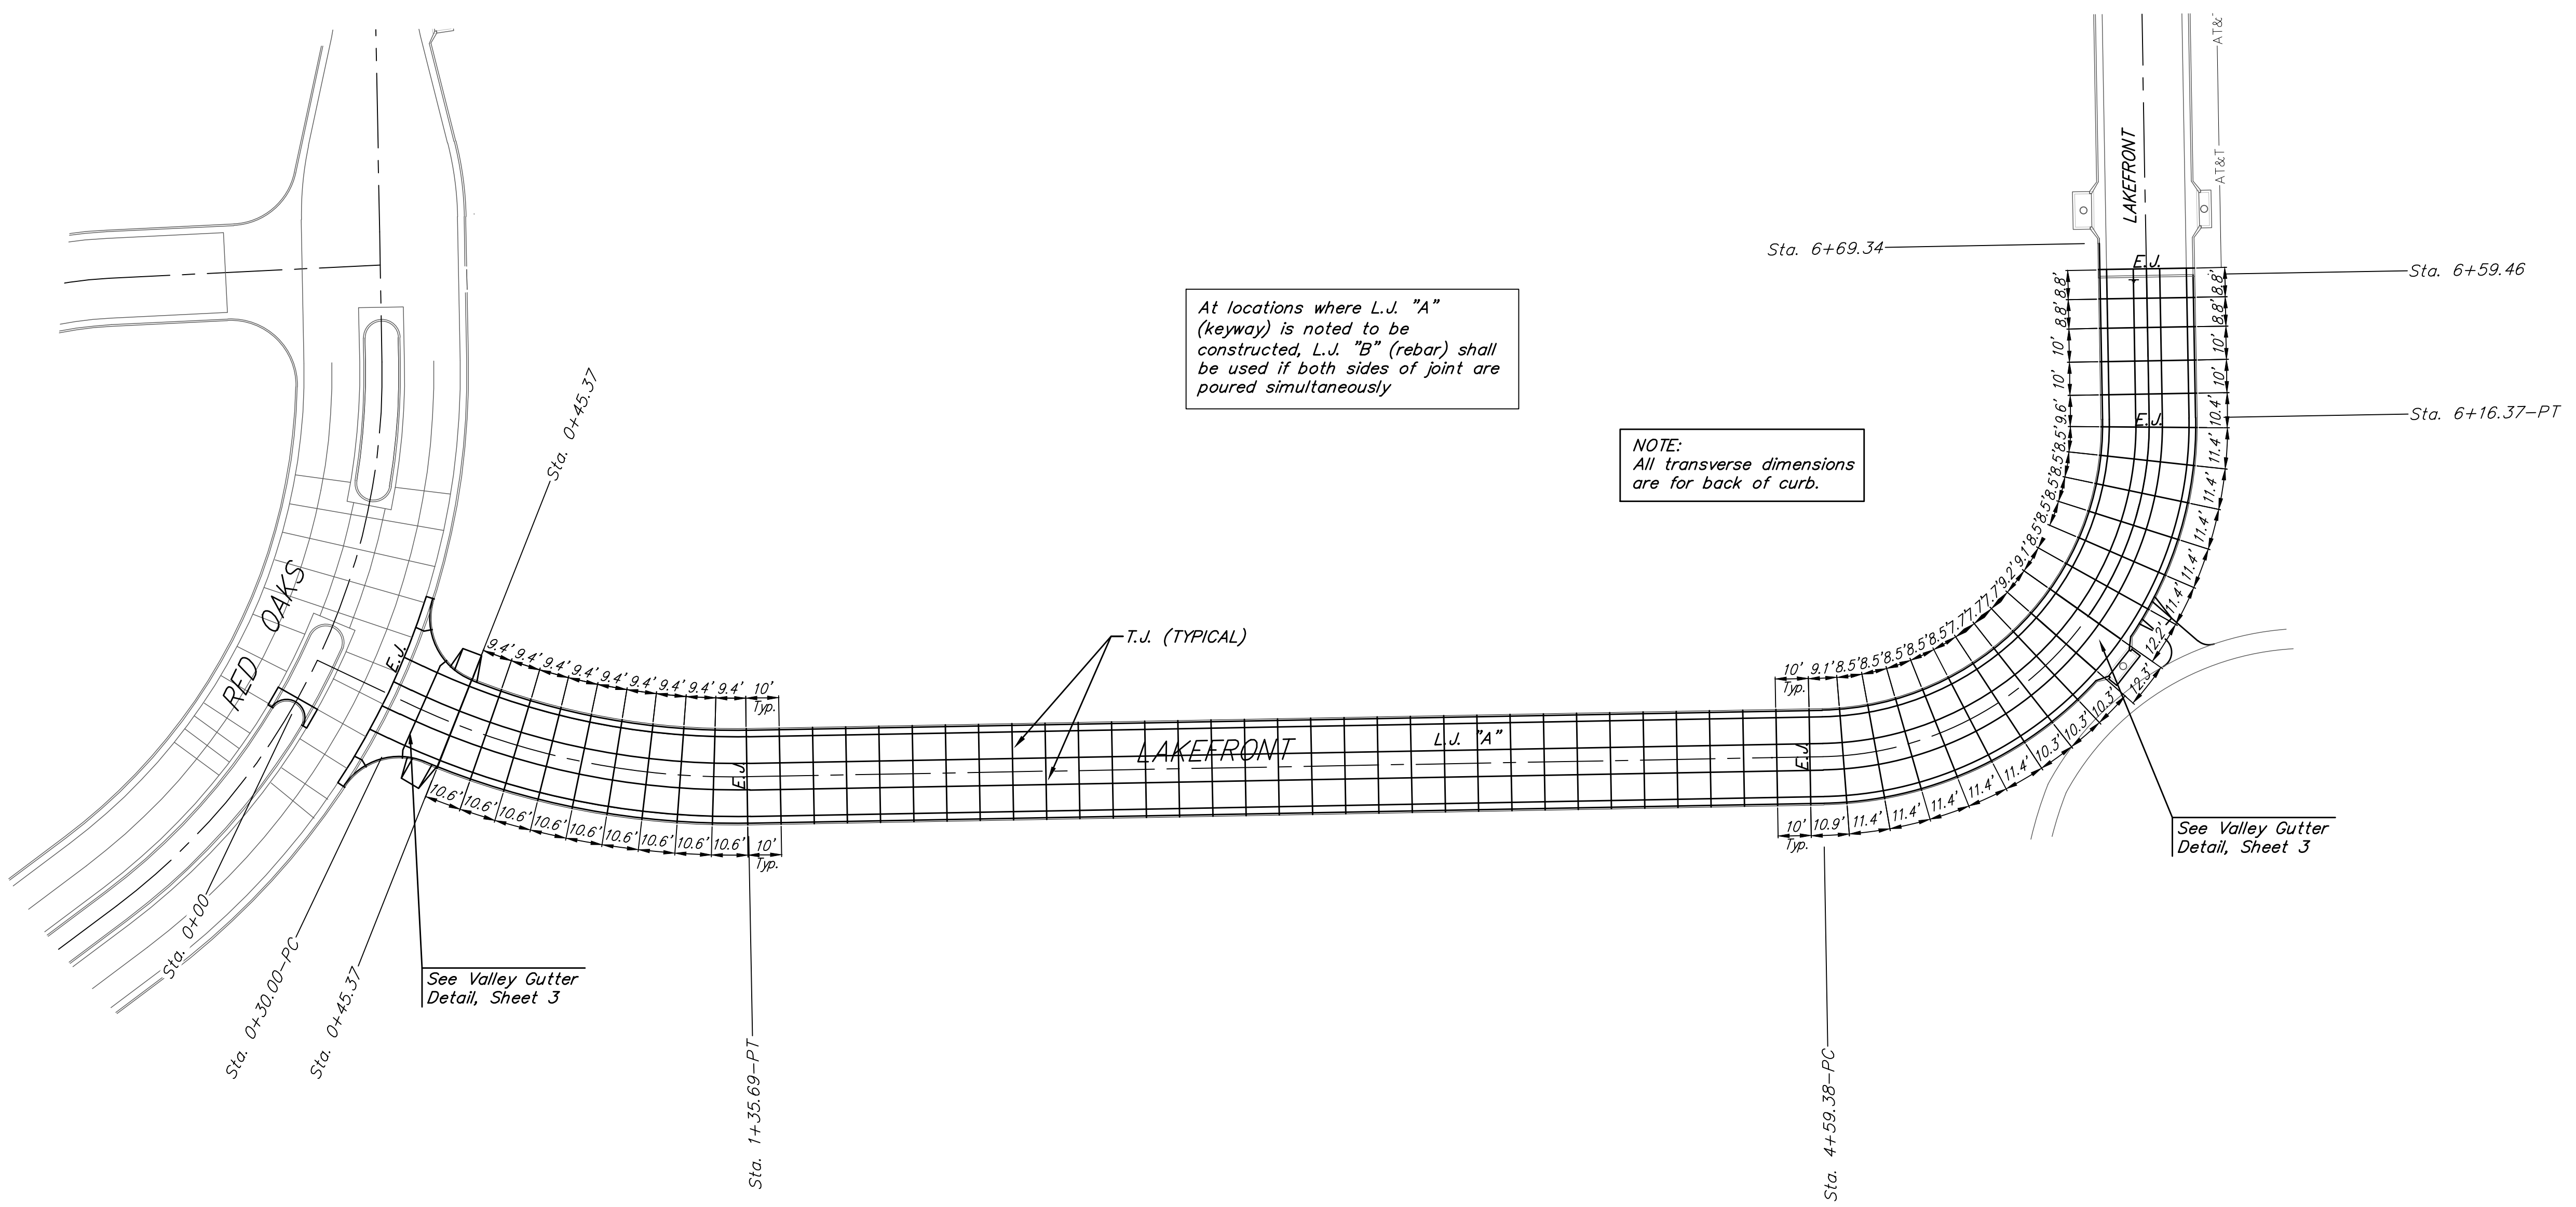 AT&T
AT&
LAKEFRONT
Sta. 6+69.34
E.J.
Sta. 6+59.46
8.8'
8.8'
10'
10'
9.6'
8.8'
8.8'
10'
10'
10.4'
E.J.
Sta. 6+16.37-PT
At locations where L.J. "A"
(keyway) is noted to be
constructed, L.J. "B" (rebar) shall
be used if both sides of joint are
poured simultaneously
NOTE:
All transverse dimensions
are for back of curb.
Sta. 0+45.37
RED OAKS
E.J.
9.4'
9.4'
9.4'
9.4'
9.4'
9.4'
9.4'
9.4'
9.4'
10'
Typ.
T.J. (TYPICAL)
LAKEFRONT
L.J. "A"
E.J.
E.J.
10'
Typ.
9.1'
8.5'
8.5'
8.5'
8.5'
8.5'
7.7'
7.7'
7.7'
9.2'
9.1'
8.5'
8.5'
8.5'
8.5'
8.5'
10.6'
10.6'
10.6'
10.6'
10.6'
10.6'
10.6'
10.6'
10.6'
10'
Typ.
10'
Typ.
10.9'
11.4'
11.4'
11.4'
11.4'
11.4'
10.3'
10.3'
10.3'
12.3'
12.2'
11.4'
11.4'
11.4'
11.4'
11.4'
See Valley Gutter
Detail, Sheet 3
See Valley Gutter
Detail, Sheet 3
Sta. 0+00
Sta. 0+30.00-PC
Sta. 0+45.37
Sta. 1+35.69-PT
Sta. 4+59.38-PC